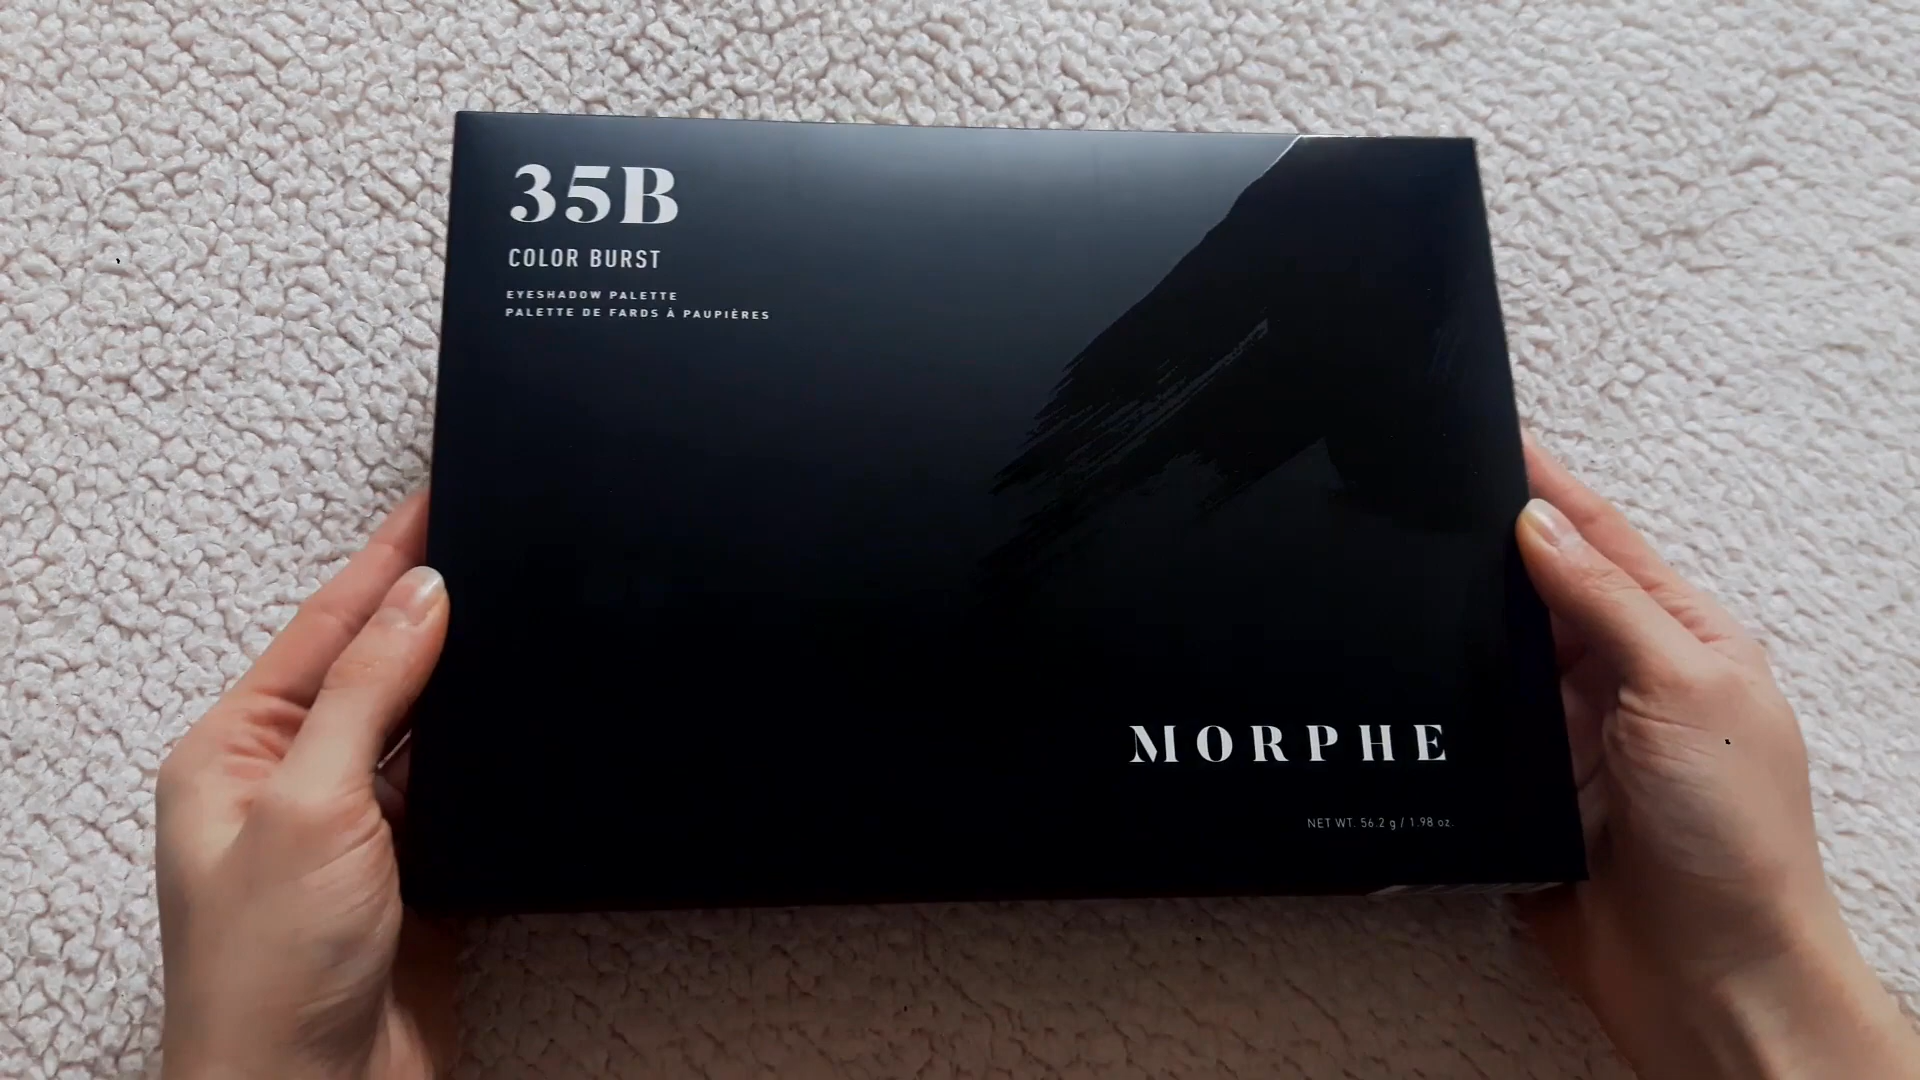 35B
COLOR BURST
EYESHADOW PALETTE
PALETTE DE FARDS À PAUPIÈRES
MORPHE
NET WT. 56.2 g / 1.98 oz.